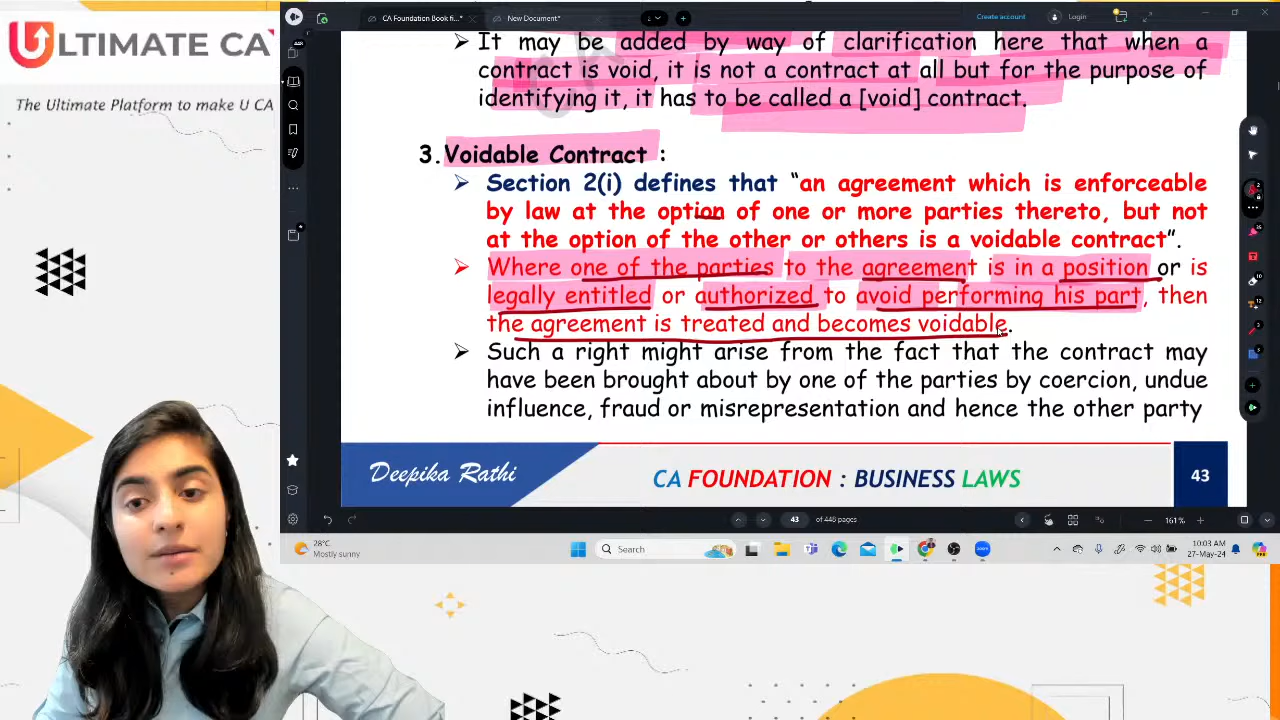 ULTIMATE CA
The Ultimate Platform to make U CA
CA Foundation Book fi...*
New Document*
Create account
Login
It may be added by way of clarification here that when a
contract is void, it is not a contract at all but for the purpose of
identifying it, it has to be called a [void] contract.
3. Voidable Contract :
Section 2(i) defines that “an agreement which is enforceable
by law at the option of one or more parties thereto, but not
at the option of the other or others is a voidable contract”.
Where one of the parties to the agreement is in a position or is
legally entitled or authorized to avoid performing his part, then
the agreement is treated and becomes voidable.
Such a right might arise from the fact that the contract may
have been brought about by one of the parties by coercion, undue
influence, fraud or misrepresentation and hence the other party
Deepika Rathi
CA FOUNDATION : BUSINESS LAWS
43
43 of 448 pages
161%
28°C
Mostly sunny
Search
10:03 AM
27-May-24